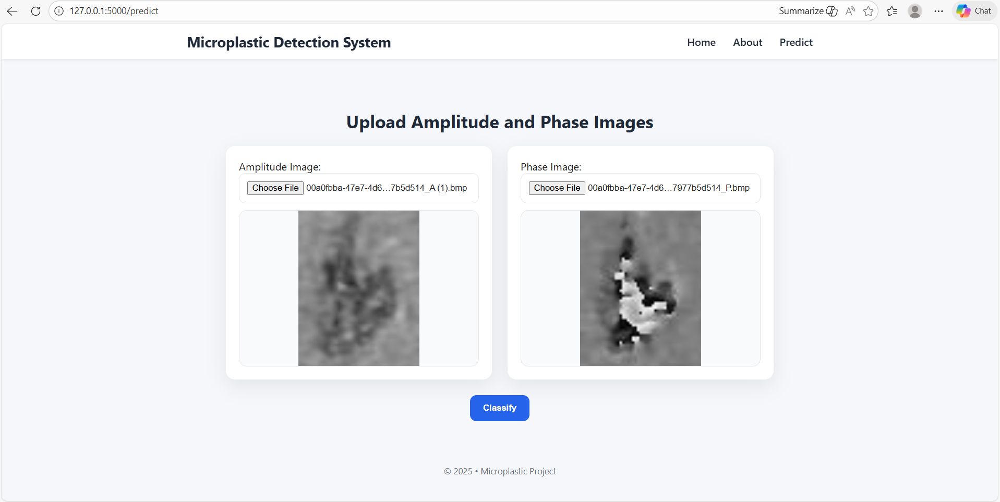 127.0.0.1:5000/predict
Summarize
Chat
Microplastic Detection System
Home
About
Predict
Upload Amplitude and Phase Images
Amplitude Image:
Choose File 00a0fbba-47e7-4d6...7b5d514_A (1).bmp
Phase Image:
Choose File 00a0fbba-47e7-4d6...7977b5d514_P.bmp
Classify
© 2025 • Microplastic Project